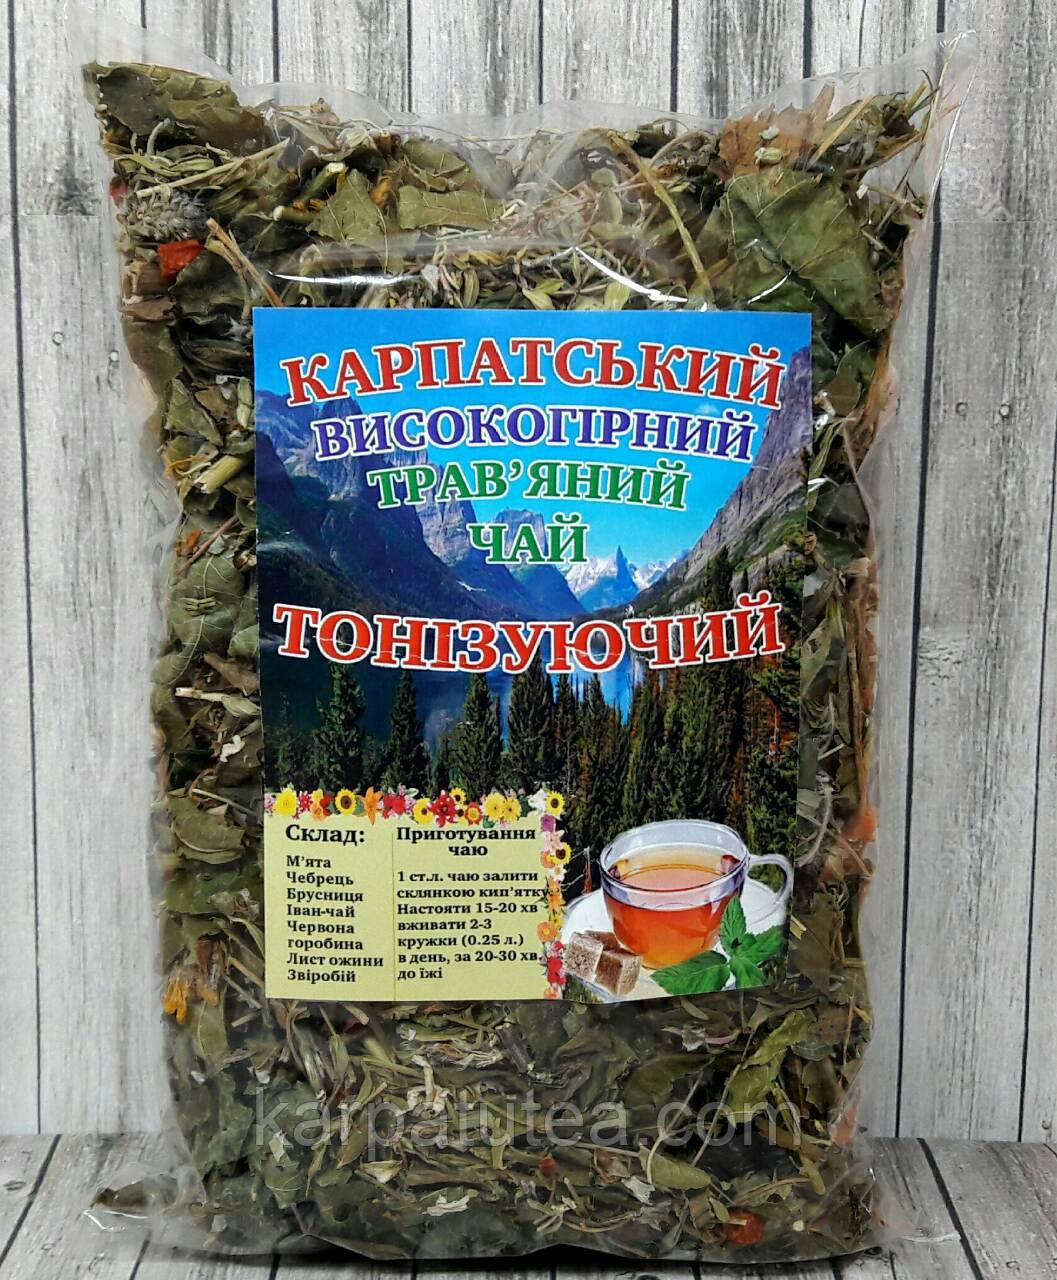 КАРПАТСЬКИЙ
ВИСОКОГІРНИЙ
ТРАВ’ЯНИЙ
ЧАЙ
ТОНІЗУЮЧИЙ
Склад:
М’ята
Чебрець
Брусниця
Іван-чай
Червона
горобина
Лист ожини
Звіробій
Приготування
чаю
1 ст.л. чаю залити
склянкою кип’ятку
Настояти 15-20 хв
вживати 2-3
кружки (0.25 л.)
в день, за 20-30 хв.
до їжі
karpatutea.com